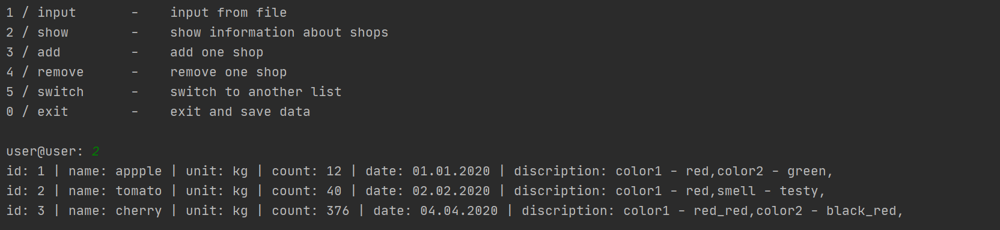 1 / input - input from file
2 / show - show information about shops
3 / add - add one shop
4 / remove - remove one shop
5 / switch - switch to another list
0 / exit - exit and save data
user@user: 2
id: 1 | name: appple | unit: kg | count: 12 | date: 01.01.2020 | discription: color1 - red,color2 - green,
id: 2 | name: tomato | unit: kg | count: 40 | date: 02.02.2020 | discription: color1 - red,smell - testy,
id: 3 | name: cherry | unit: kg | count: 376 | date: 04.04.2020 | discription: color1 - red_red,color2 - black_red,